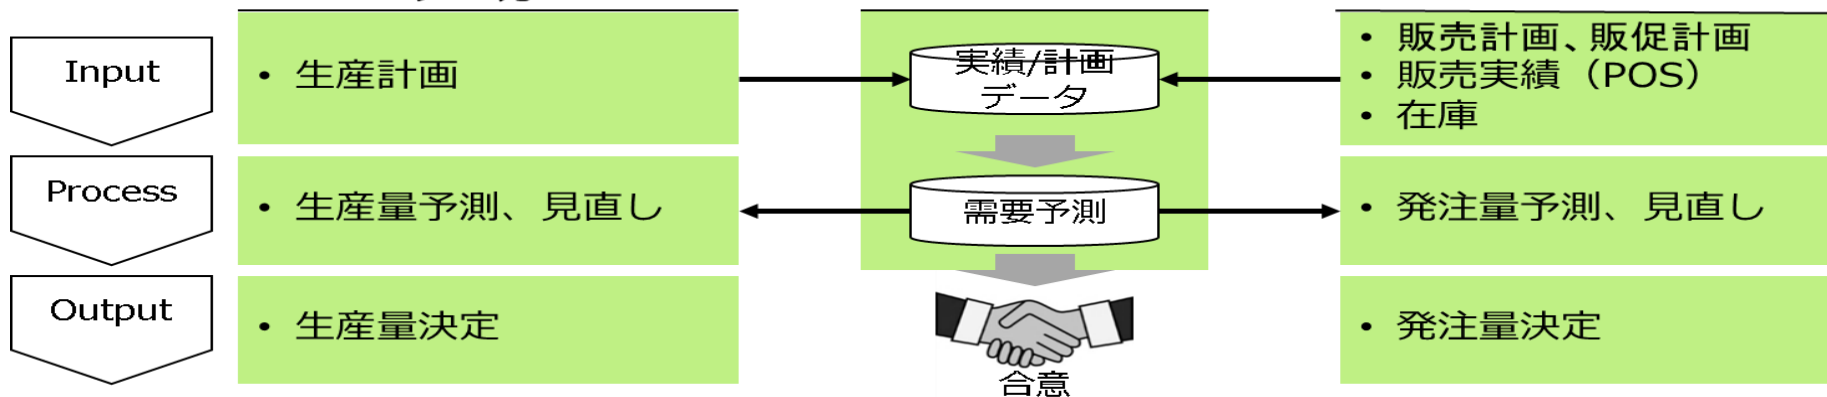 Input
・生産計画
実績/計画
データ
・販売計画、販促計画
・販売実績（POS）
・在庫
Process
・生産量予測、見直し
需要予測
・発注量予測、見直し
Output
・生産量決定
合意
・発注量決定